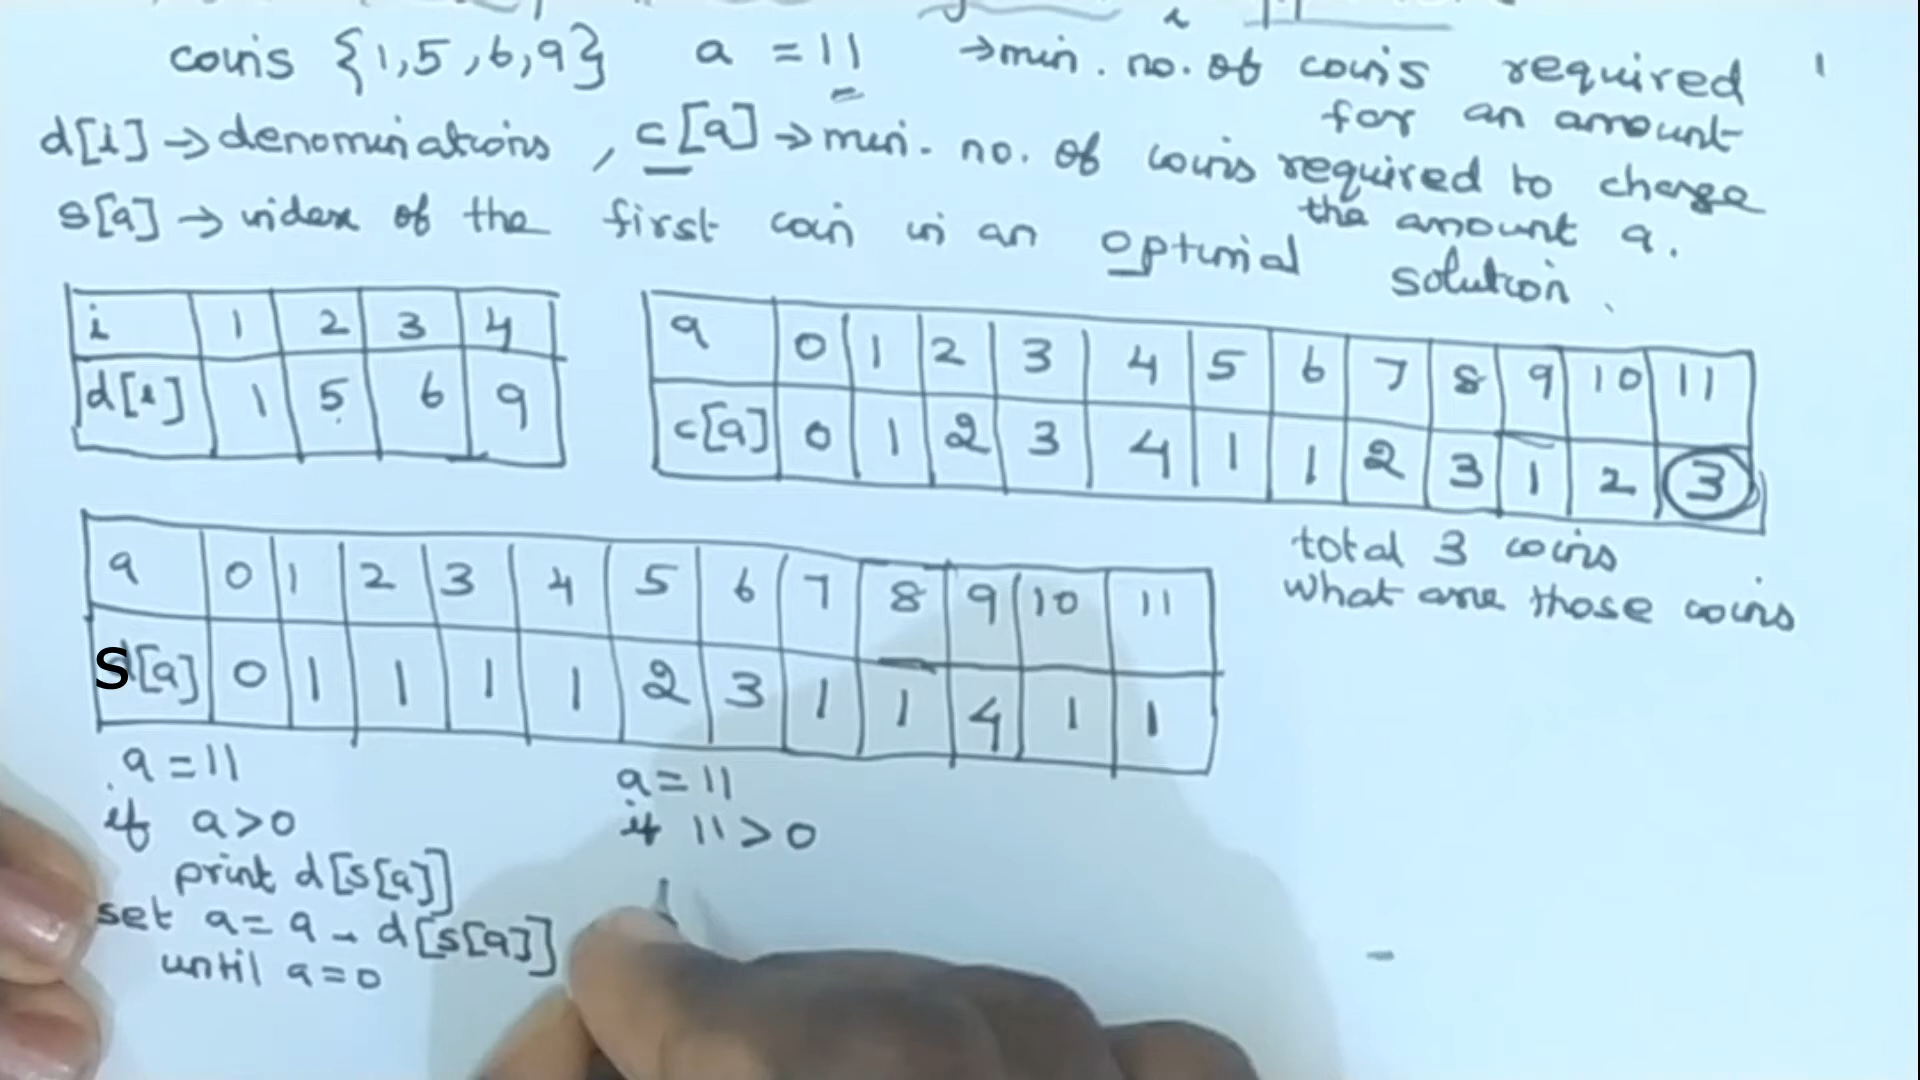 coins {1,5,6,9} a = 11 → min. no. of coins required
for an amount
d[i] → denominations, c[a] → min. no. of coins required to change
the amount a.
s[a] → index of the first coin in an optimal
solution.
i 1 2 3 4
d[i] 1 5 6 9
a 0 1 2 3 4 5 6 7 8 9 10 11
c[a] 0 1 2 3 4 1 1 2 3 1 2 3
total 3 coins
what are those coins
a 0 1 2 3 4 5 6 7 8 9 10 11
S[a] 0 1 1 1 1 2 3 1 1 4 1 1
a = 11
if a > 0
print d[s[a]]
set a = a - d[s[a]]
until a = 0
a = 11
if 11 > 0